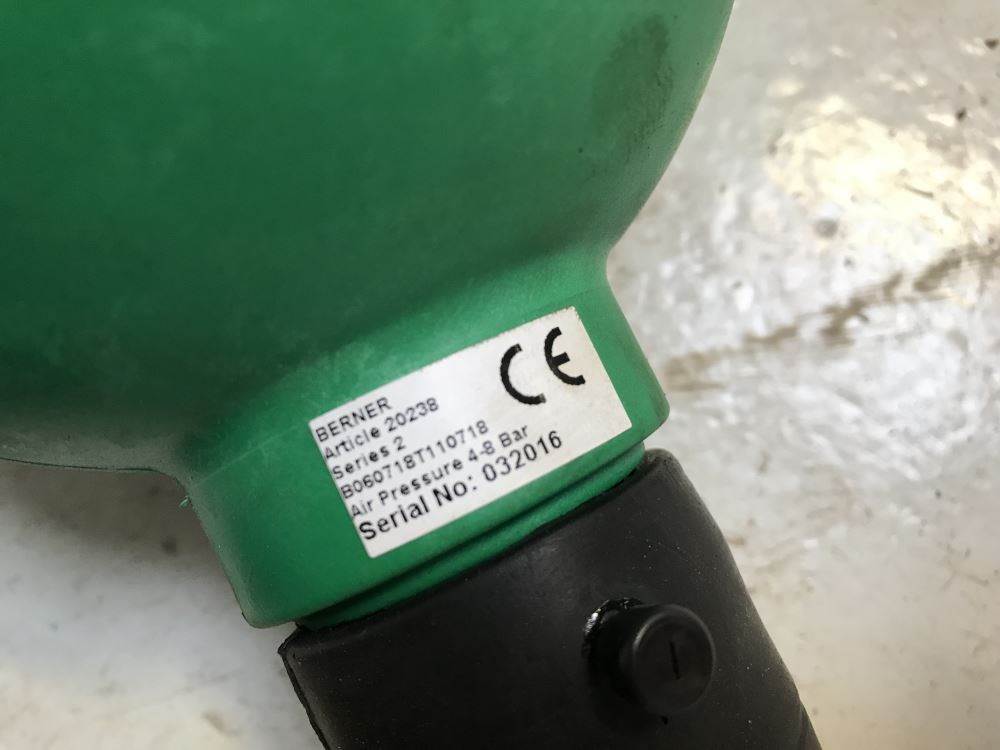 CE
BERNER
Article 20238
Series 2
B060718T110718
Air Pressure 4-8 Bar
Serial No: 032016